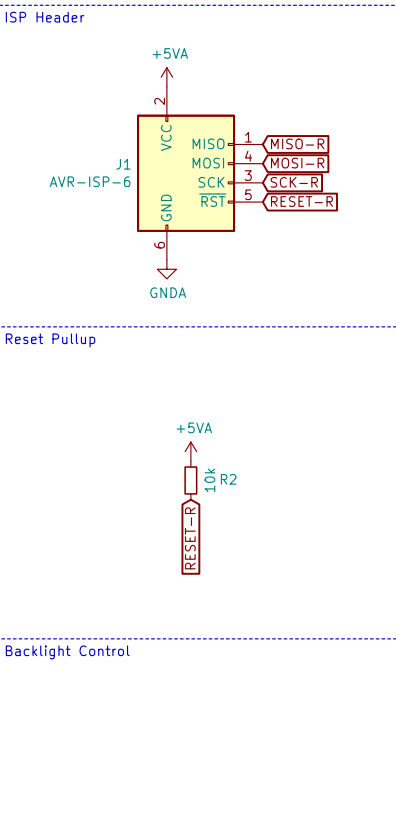 ISP Header
+5VA
2
VCC
J1
AVR-ISP-6
MISO 1 MISO-R
MOSI 4 MOSI-R
SCK 3 SCK-R
RST 5 RESET-R
GND
6
GNDA
Reset Pullup
+5VA
10k R2
RESET-R
Backlight Control